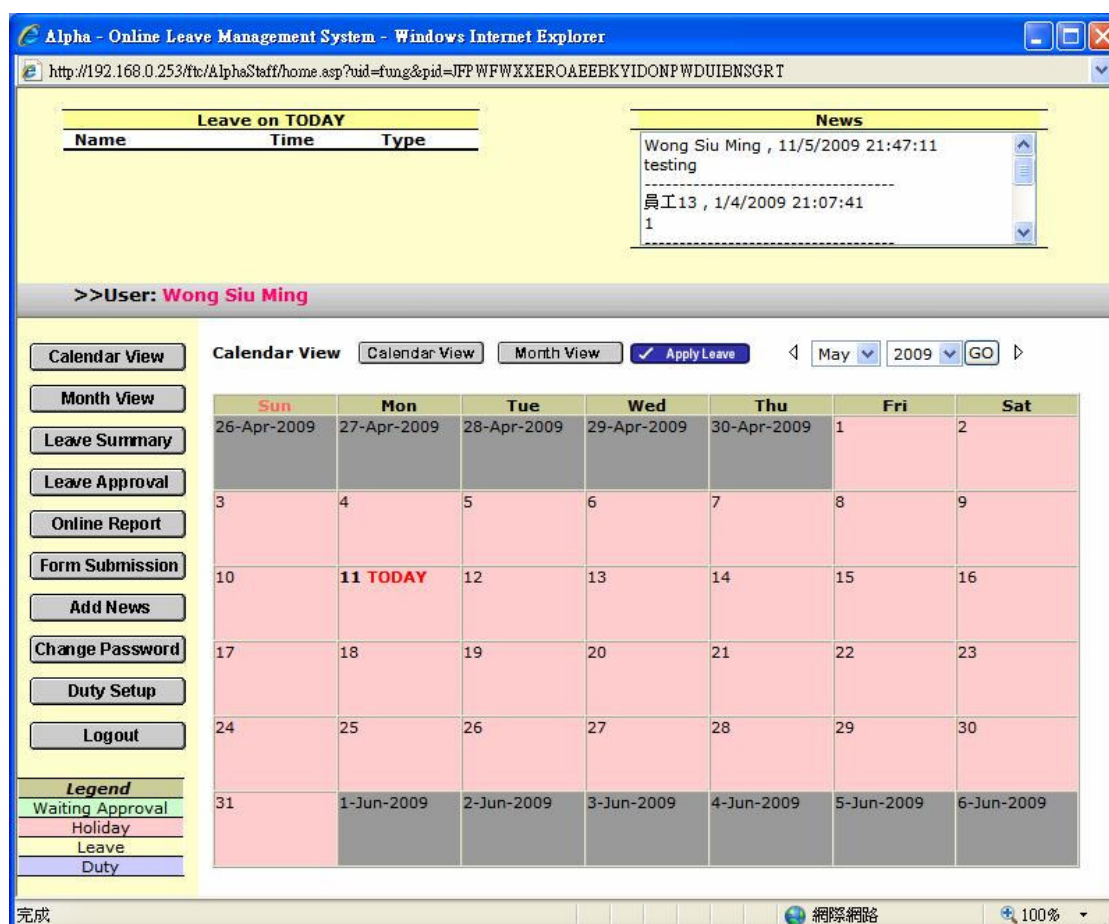 Alpha - Online Leave Management System - Windows Internet Explorer
http://192.168.0.253/ftc/AlphaStaff/home.asp?uid=fung&pid=JFPWFWXXEROAEEBKYIDONPWDUIBNSGRT
Leave on TODAY
Name Time Type
News
Wong Siu Ming , 11/5/2009 21:47:11
testing
------------------------------------
員工13 , 1/4/2009 21:07:41
1
------------------------------------
>>User: Wong Siu Ming
Calendar View
Month View
Leave Summary
Leave Approval
Online Report
Form Submission
Add News
Change Password
Duty Setup
Logout
Legend
Waiting Approval
Holiday
Leave
Duty
Calendar View Calendar View Month View Apply Leave May 2009 GO
Sun Mon Tue Wed Thu Fri Sat
26-Apr-2009 27-Apr-2009 28-Apr-2009 29-Apr-2009 30-Apr-2009 1 2
3 4 5 6 7 8 9
10 11 TODAY 12 13 14 15 16
17 18 19 20 21 22 23
24 25 26 27 28 29 30
31 1-Jun-2009 2-Jun-2009 3-Jun-2009 4-Jun-2009 5-Jun-2009 6-Jun-2009
完成 網際網路 100%